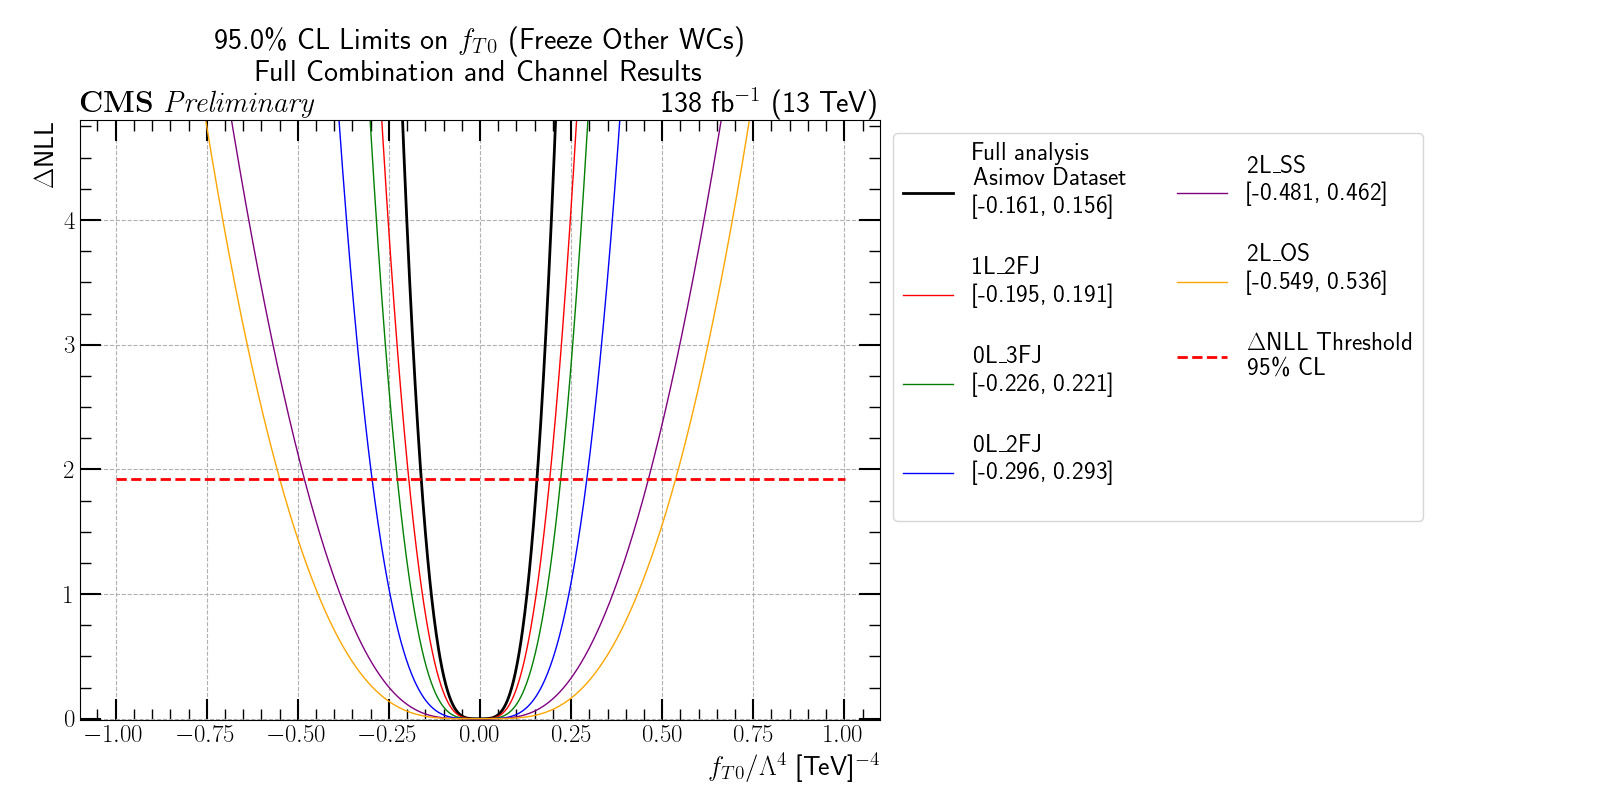 95.0% CL Limits on f_{T0} (Freeze Other WCs)
Full Combination and Channel Results
CMS Preliminary 138 fb⁻¹ (13 TeV)
ΔNLL
4
3
2
1
0
−1.00 −0.75 −0.50 −0.25 0.00 0.25 0.50 0.75 1.00
f_{T0}/Λ⁴ [TeV]⁻⁴
Full analysis
Asimov Dataset
[-0.161, 0.156]
1L_2FJ
[-0.195, 0.191]
0L_3FJ
[-0.226, 0.221]
0L_2FJ
[-0.296, 0.293]
2L_SS
[-0.481, 0.462]
2L_OS
[-0.549, 0.536]
ΔNLL Threshold
95% CL